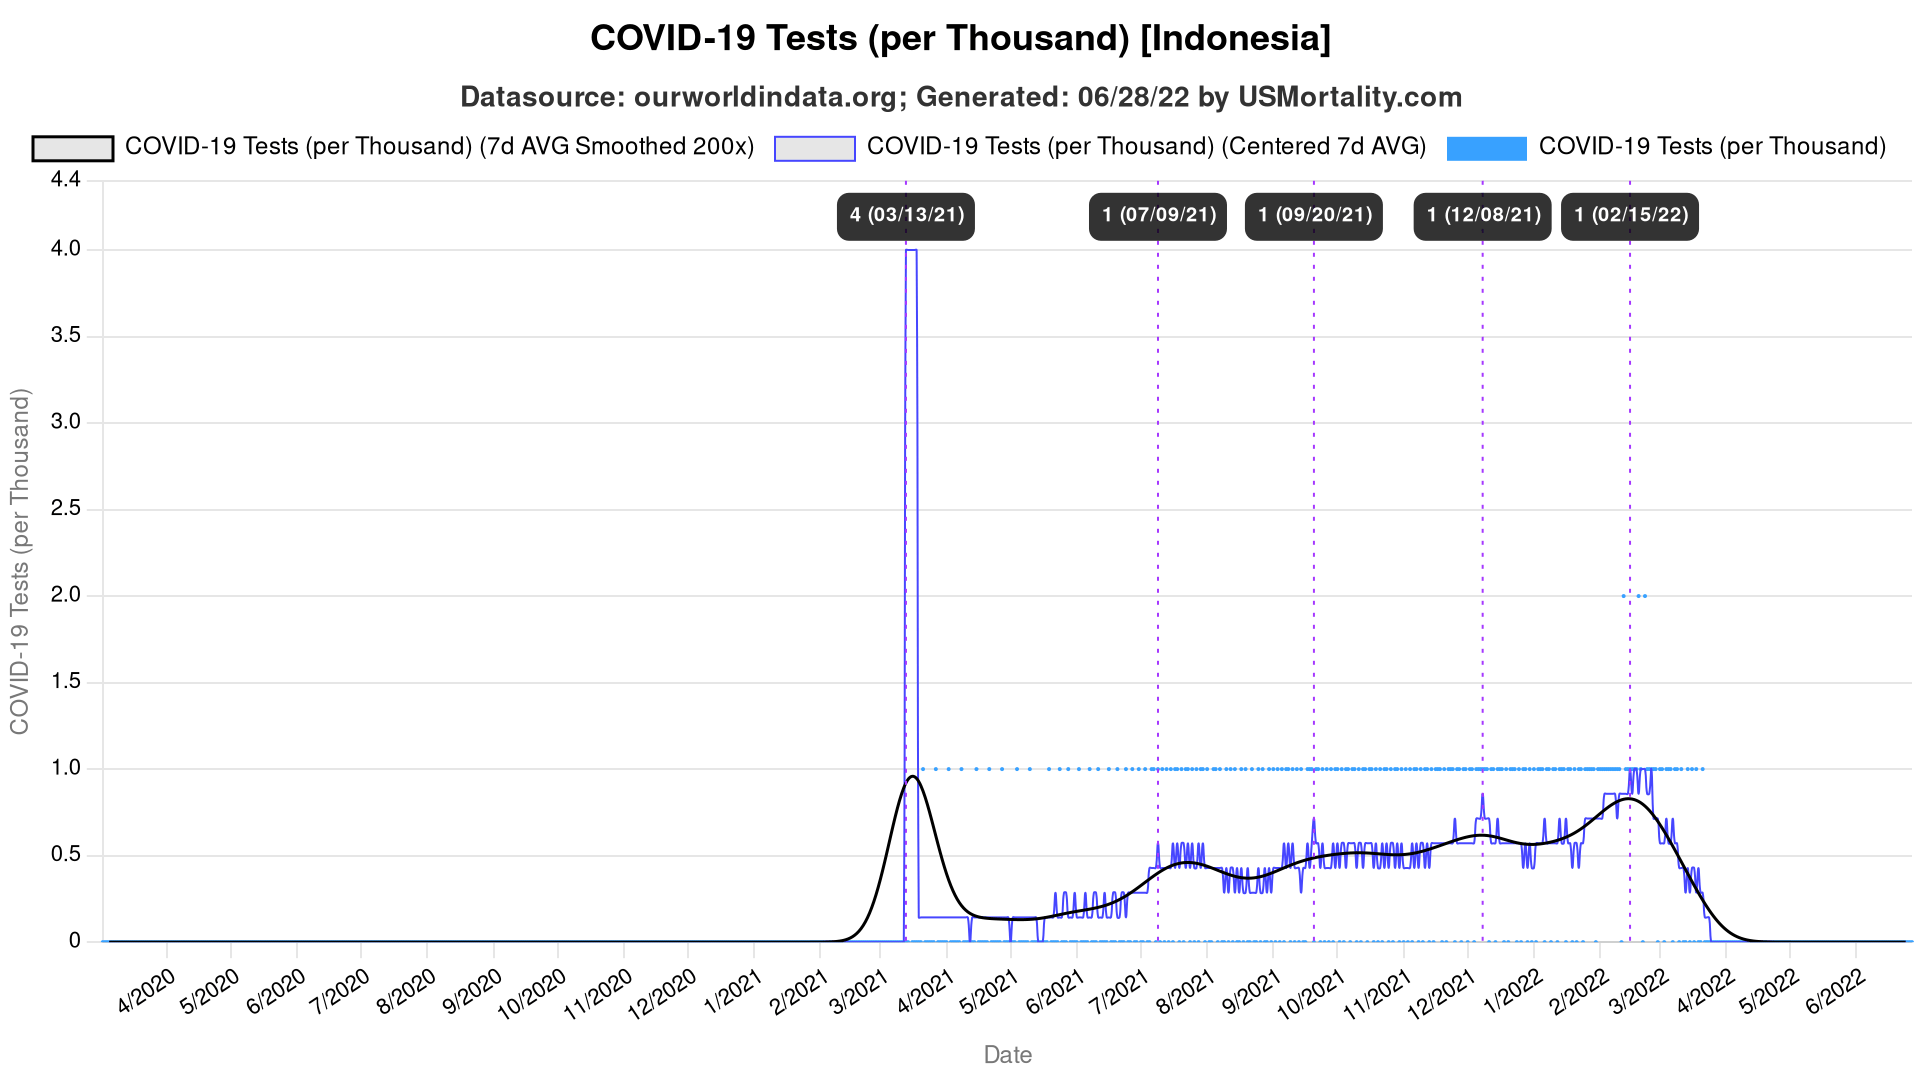 COVID-19 Tests (per Thousand) [Indonesia]
Datasource: ourworldindata.org; Generated: 06/28/22 by USMortality.com
COVID-19 Tests (per Thousand) (7d AVG Smoothed 200x) COVID-19 Tests (per Thousand) (Centered 7d AVG) COVID-19 Tests (per Thousand)
4 (03/13/21) 1 (07/09/21) 1 (09/20/21) 1 (12/08/21) 1 (02/15/22)
COVID-19 Tests (per Thousand)
4.4
4.0
3.5
3.0
2.5
2.0
1.5
1.0
0.5
0
4/2020 5/2020 6/2020 7/2020 8/2020 9/2020 10/2020 11/2020 12/2020 1/2021 2/2021 3/2021 4/2021 5/2021 6/2021 7/2021 8/2021 9/2021 10/2021 11/2021 12/2021 1/2022 2/2022 3/2022 4/2022 5/2022 6/2022
Date